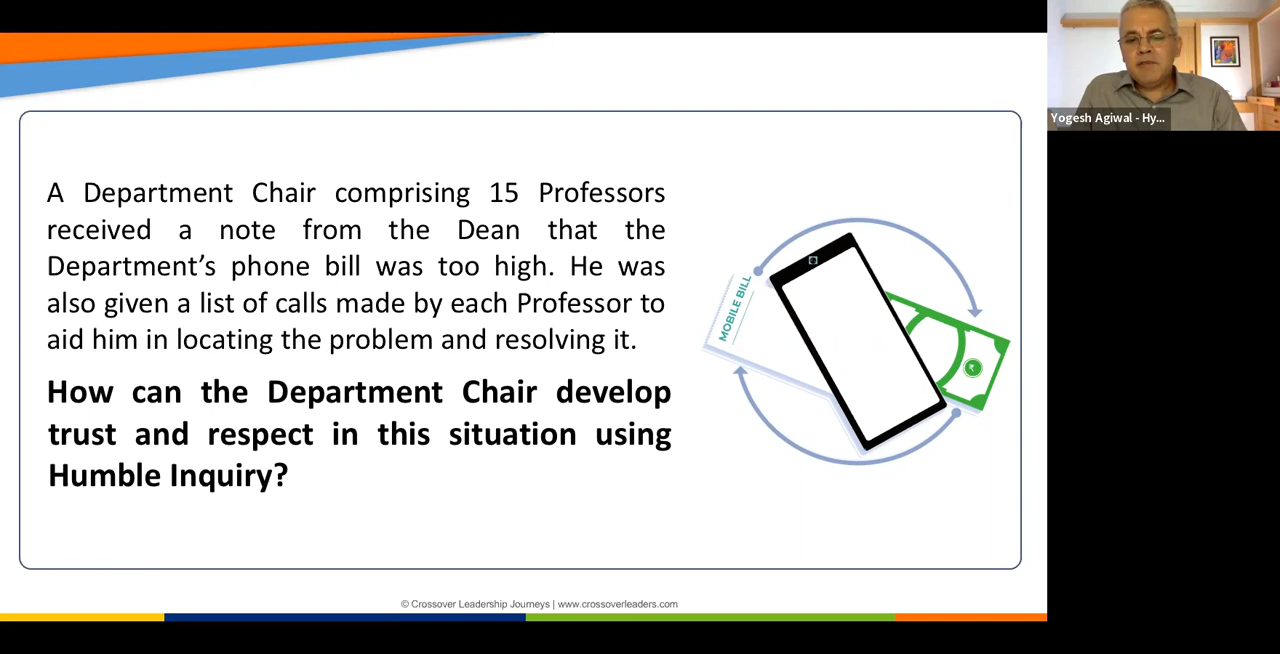 Yogesh Agiwal - Hy...
A Department Chair comprising 15 Professors
received a note from the Dean that the
Department's phone bill was too high. He was
also given a list of calls made by each Professor to
aid him in locating the problem and resolving it.
How can the Department Chair develop
trust and respect in this situation using
Humble Inquiry?
MOBILE BILL
₹
© Crossover Leadership Journeys | www.crossoverleaders.com